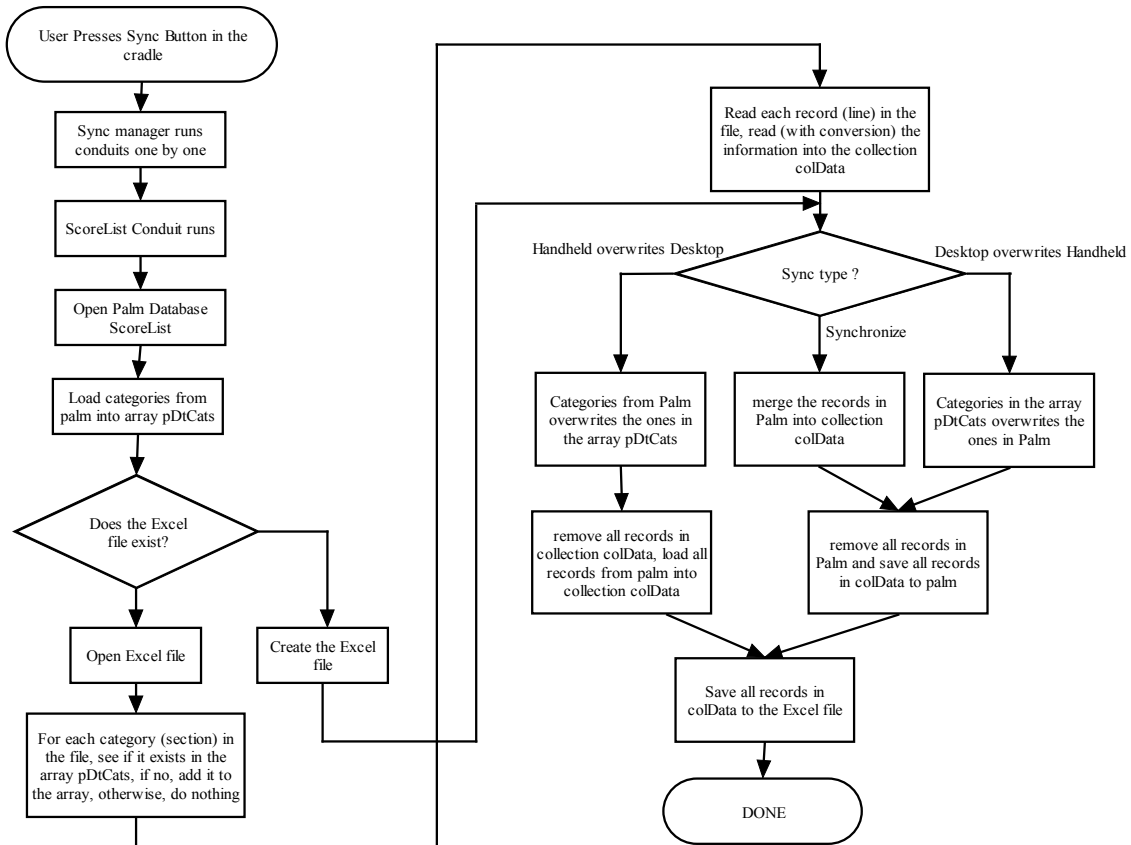 User Presses Sync Button in the
cradle
Sync manager runs
conduits one by one
ScoreList Conduit runs
Open Palm Database
ScoreList
Load categories from
palm into array pDtCats
Does the Excel
file exist?
Open Excel file
Create the Excel
file
For each category (section) in
the file, see if it exists in the
array pDtCats, if no, add it to
the array, otherwise, do nothing
Read each record (line) in the
file, read (with conversion) the
information into the collection
colData
Handheld overwrites Desktop
Desktop overwrites Handheld
Sync type ?
Synchronize
Categories from Palm
overwrites the ones in
the array pDtCats
merge the records in
Palm into collection
colData
Categories in the array
pDtCats overwrites the
ones in Palm
remove all records in
collection colData, load all
records from palm into
collection colData
remove all records in
Palm and save all records
in colData to palm
Save all records in
colData to the Excel file
DONE